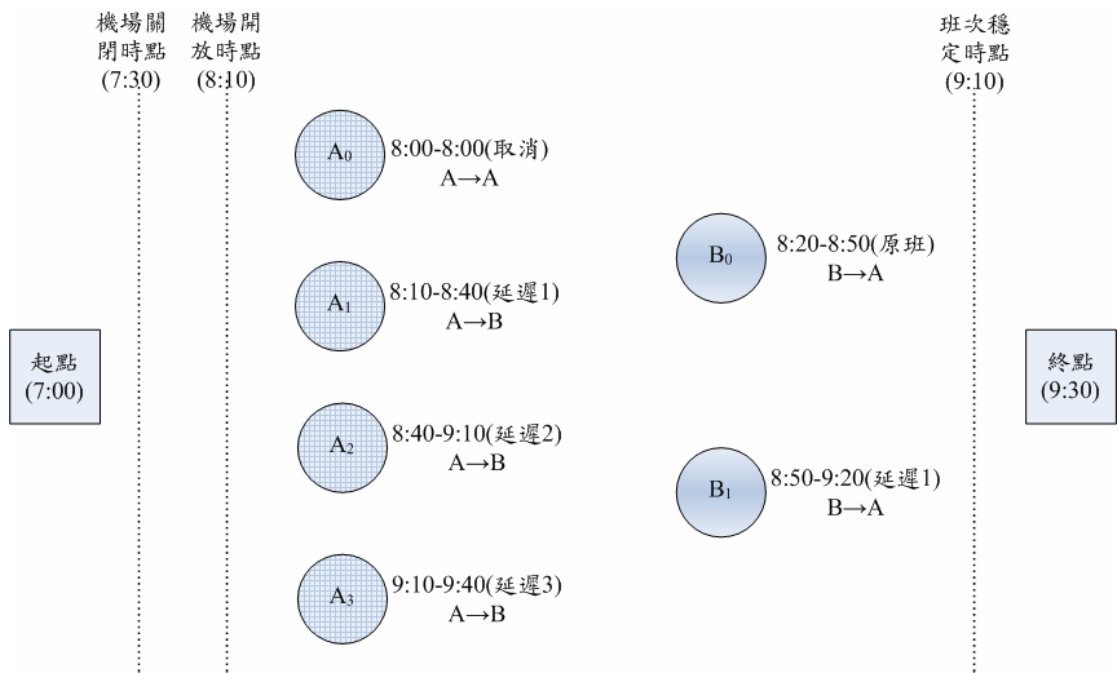 機場關
閉時點
(7:30)
機場開
放時點
(8:10)
班次穩
定時點
(9:10)
A₀
8:00-8:00(取消)
A→A
B₀
8:20-8:50(原班)
B→A
A₁
8:10-8:40(延遲1)
A→B
起點
(7:00)
終點
(9:30)
A₂
8:40-9:10(延遲2)
A→B
B₁
8:50-9:20(延遲1)
B→A
A₃
9:10-9:40(延遲3)
A→B